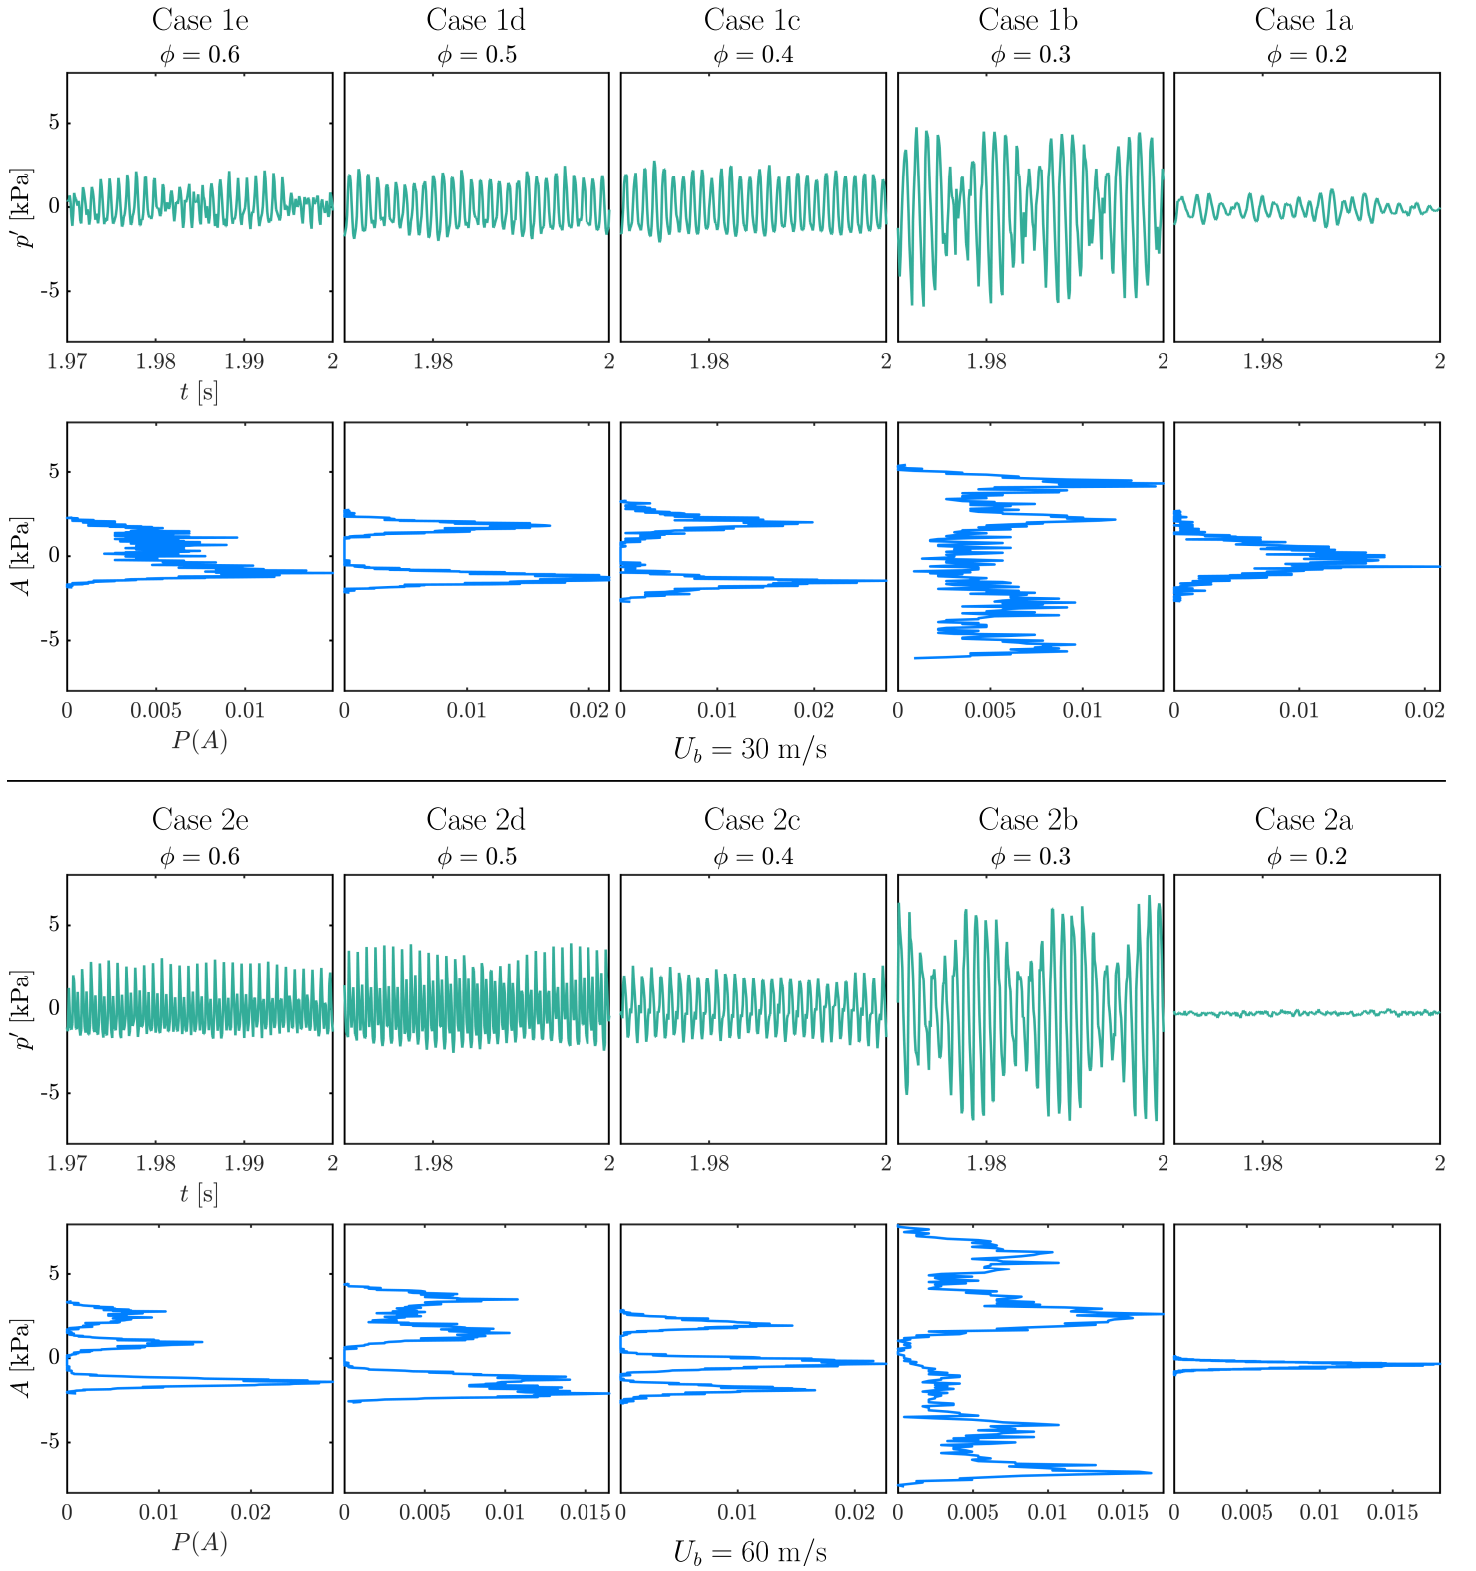 Case 1e Case 1d Case 1c Case 1b Case 1a
ϕ = 0.6 ϕ = 0.5 ϕ = 0.4 ϕ = 0.3 ϕ = 0.2
5
0
-5
p′ [kPa]
1.97 1.98 1.99 2 1.98 2 1.98 2 1.98 2 1.98 2
t [s]
5
0
-5
A [kPa]
0 0.005 0.01 0 0.01 0.02 0 0.01 0.02 0 0.005 0.01 0 0.01 0.02
P(A)
U_b = 30 m/s
Case 2e Case 2d Case 2c Case 2b Case 2a
ϕ = 0.6 ϕ = 0.5 ϕ = 0.4 ϕ = 0.3 ϕ = 0.2
5
0
-5
p′ [kPa]
1.97 1.98 1.99 2 1.98 2 1.98 2 1.98 2 1.98 2
t [s]
5
0
-5
A [kPa]
0 0.01 0.02 0 0.005 0.01 0.015 0 0.01 0.02 0 0.005 0.01 0.015 0 0.005 0.01 0.015
P(A)
U_b = 60 m/s